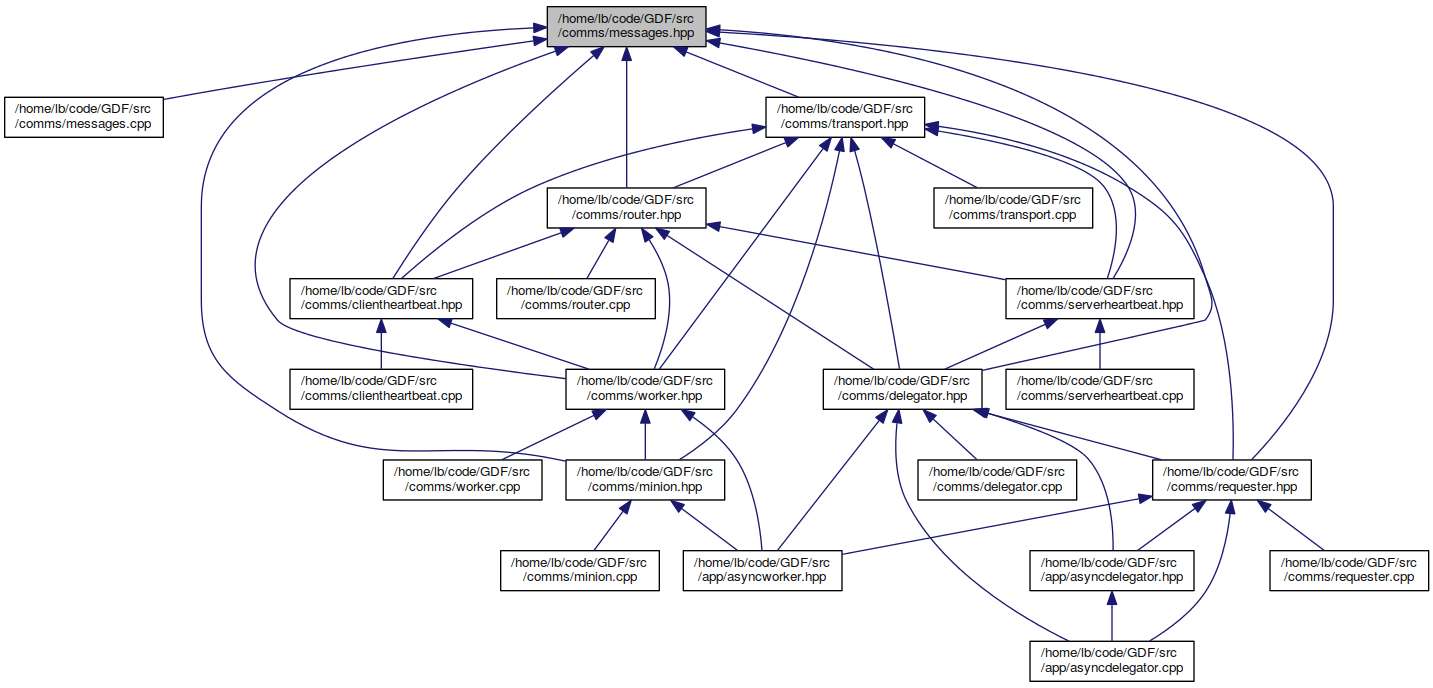 /home/lb/code/GDF/src
/comms/messages.hpp
/home/lb/code/GDF/src
/comms/messages.cpp
/home/lb/code/GDF/src
/comms/transport.hpp
/home/lb/code/GDF/src
/comms/router.hpp
/home/lb/code/GDF/src
/comms/transport.cpp
/home/lb/code/GDF/src
/comms/clientheartbeat.hpp
/home/lb/code/GDF/src
/comms/router.cpp
/home/lb/code/GDF/src
/comms/serverheartbeat.hpp
/home/lb/code/GDF/src
/comms/clientheartbeat.cpp
/home/lb/code/GDF/src
/comms/worker.hpp
/home/lb/code/GDF/src
/comms/delegator.hpp
/home/lb/code/GDF/src
/comms/serverheartbeat.cpp
/home/lb/code/GDF/src
/comms/worker.cpp
/home/lb/code/GDF/src
/comms/minion.hpp
/home/lb/code/GDF/src
/comms/delegator.cpp
/home/lb/code/GDF/src
/comms/requester.hpp
/home/lb/code/GDF/src
/comms/minion.cpp
/home/lb/code/GDF/src
/app/asyncworker.hpp
/home/lb/code/GDF/src
/app/asyncdelegator.hpp
/home/lb/code/GDF/src
/comms/requester.cpp
/home/lb/code/GDF/src
/app/asyncdelegator.cpp